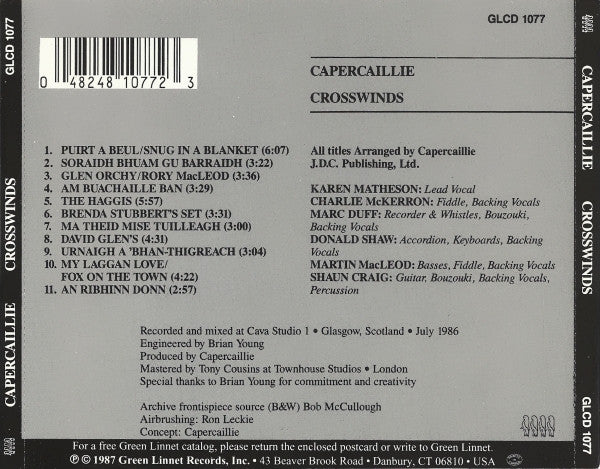 GLCD 1077
CAPERCAILLIE
CROSSWINDS
0 48248 10772 3
1. PUIRT A BEUL/SNUG IN A BLANKET (6:07)
2. SORAIDH BHUAM GU BARRAIDH (3:22)
3. GLEN ORCHY/RORY MacLEOD (3:36)
4. AM BUACHAILLE BAN (3:29)
5. THE HAGGIS (5:57)
6. BRENDA STUBBERT'S SET (3:31)
7. MA THEID MISE TUILLEAGH (3:00)
8. DAVID GLEN'S (4:31)
9. URNAIGH A 'BHAN-THIGREACH (3:04)
10. MY LAGGAN LOVE/
FOX ON THE TOWN (4:22)
11. AN RIBHINN DONN (2:57)
All titles Arranged by Capercaillie
J.D.C. Publishing, Ltd.
KAREN MATHESON: Lead Vocal
CHARLIE McKERRON: Fiddle, Backing Vocals
MARC DUFF: Recorder & Whistles, Bouzouki,
Backing Vocals
DONALD SHAW: Accordion, Keyboards, Backing
Vocals
MARTIN MacLEOD: Basses, Fiddle, Backing Vocals
SHAUN CRAIG: Guitar, Bouzouki, Backing Vocals,
Percussion
Recorded and mixed at Cava Studio 1 • Glasgow, Scotland • July 1986
Engineered by Brian Young
Produced by Capercaillie
Mastered by Tony Cousins at Townhouse Studios • London
Special thanks to Brian Young for commitment and creativity
Archive frontispiece source (B&W) Bob McCullough
Airbrushing: Ron Leckie
Concept: Capercaillie
For a free Green Linnet catalog, please return the enclosed postcard or write to Green Linnet.
℗ © 1987 Green Linnet Records, Inc. • 43 Beaver Brook Road • Danbury, CT 06810 • USA
CAPERCAILLIE CROSSWINDS GLCD 1077
CAPERCAILLIE CROSSWINDS GLCD 1077